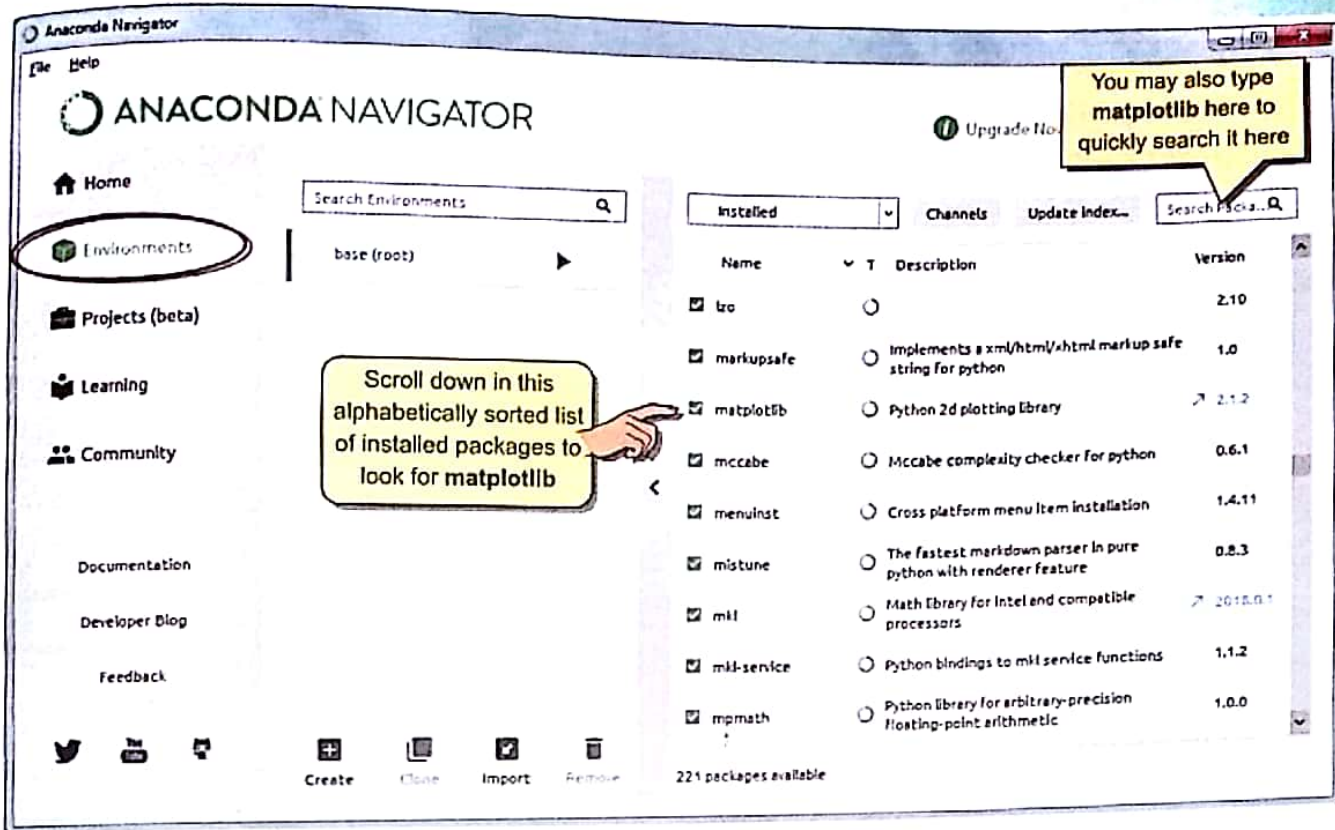 Anaconda Navigator
File Help
ANACONDA NAVIGATOR
Upgrade No
You may also type
matplotlib here to
quickly search it here
Home
Environments
Projects (beta)
Learning
Community
Documentation
Developer Blog
Feedback
Search Environments
base (root)
Scroll down in this
alphabetically sorted list
of installed packages to
look for matplotlib
Create Clone Import Remove
Installed Channels Update index... Search Packa...
Name T Description Version
lzo 2.10
markupsafe Implements a xml/html/xhtml markup safe 1.0
string for python
matplotlib Python 2d plotting library 2.1.2
mccabe Mccabe complexity checker for python 0.6.1
menuinst Cross platform menu item installation 1.4.11
mistune The fastest markdown parser in pure 0.8.3
python with renderer feature
mkl Math library for Intel and compatible 2018.0.1
processors
mkl-service Python bindings to mkl service functions 1.1.2
mpmath Python library for arbitrary-precision 1.0.0
floating-point arithmetic
221 packages available